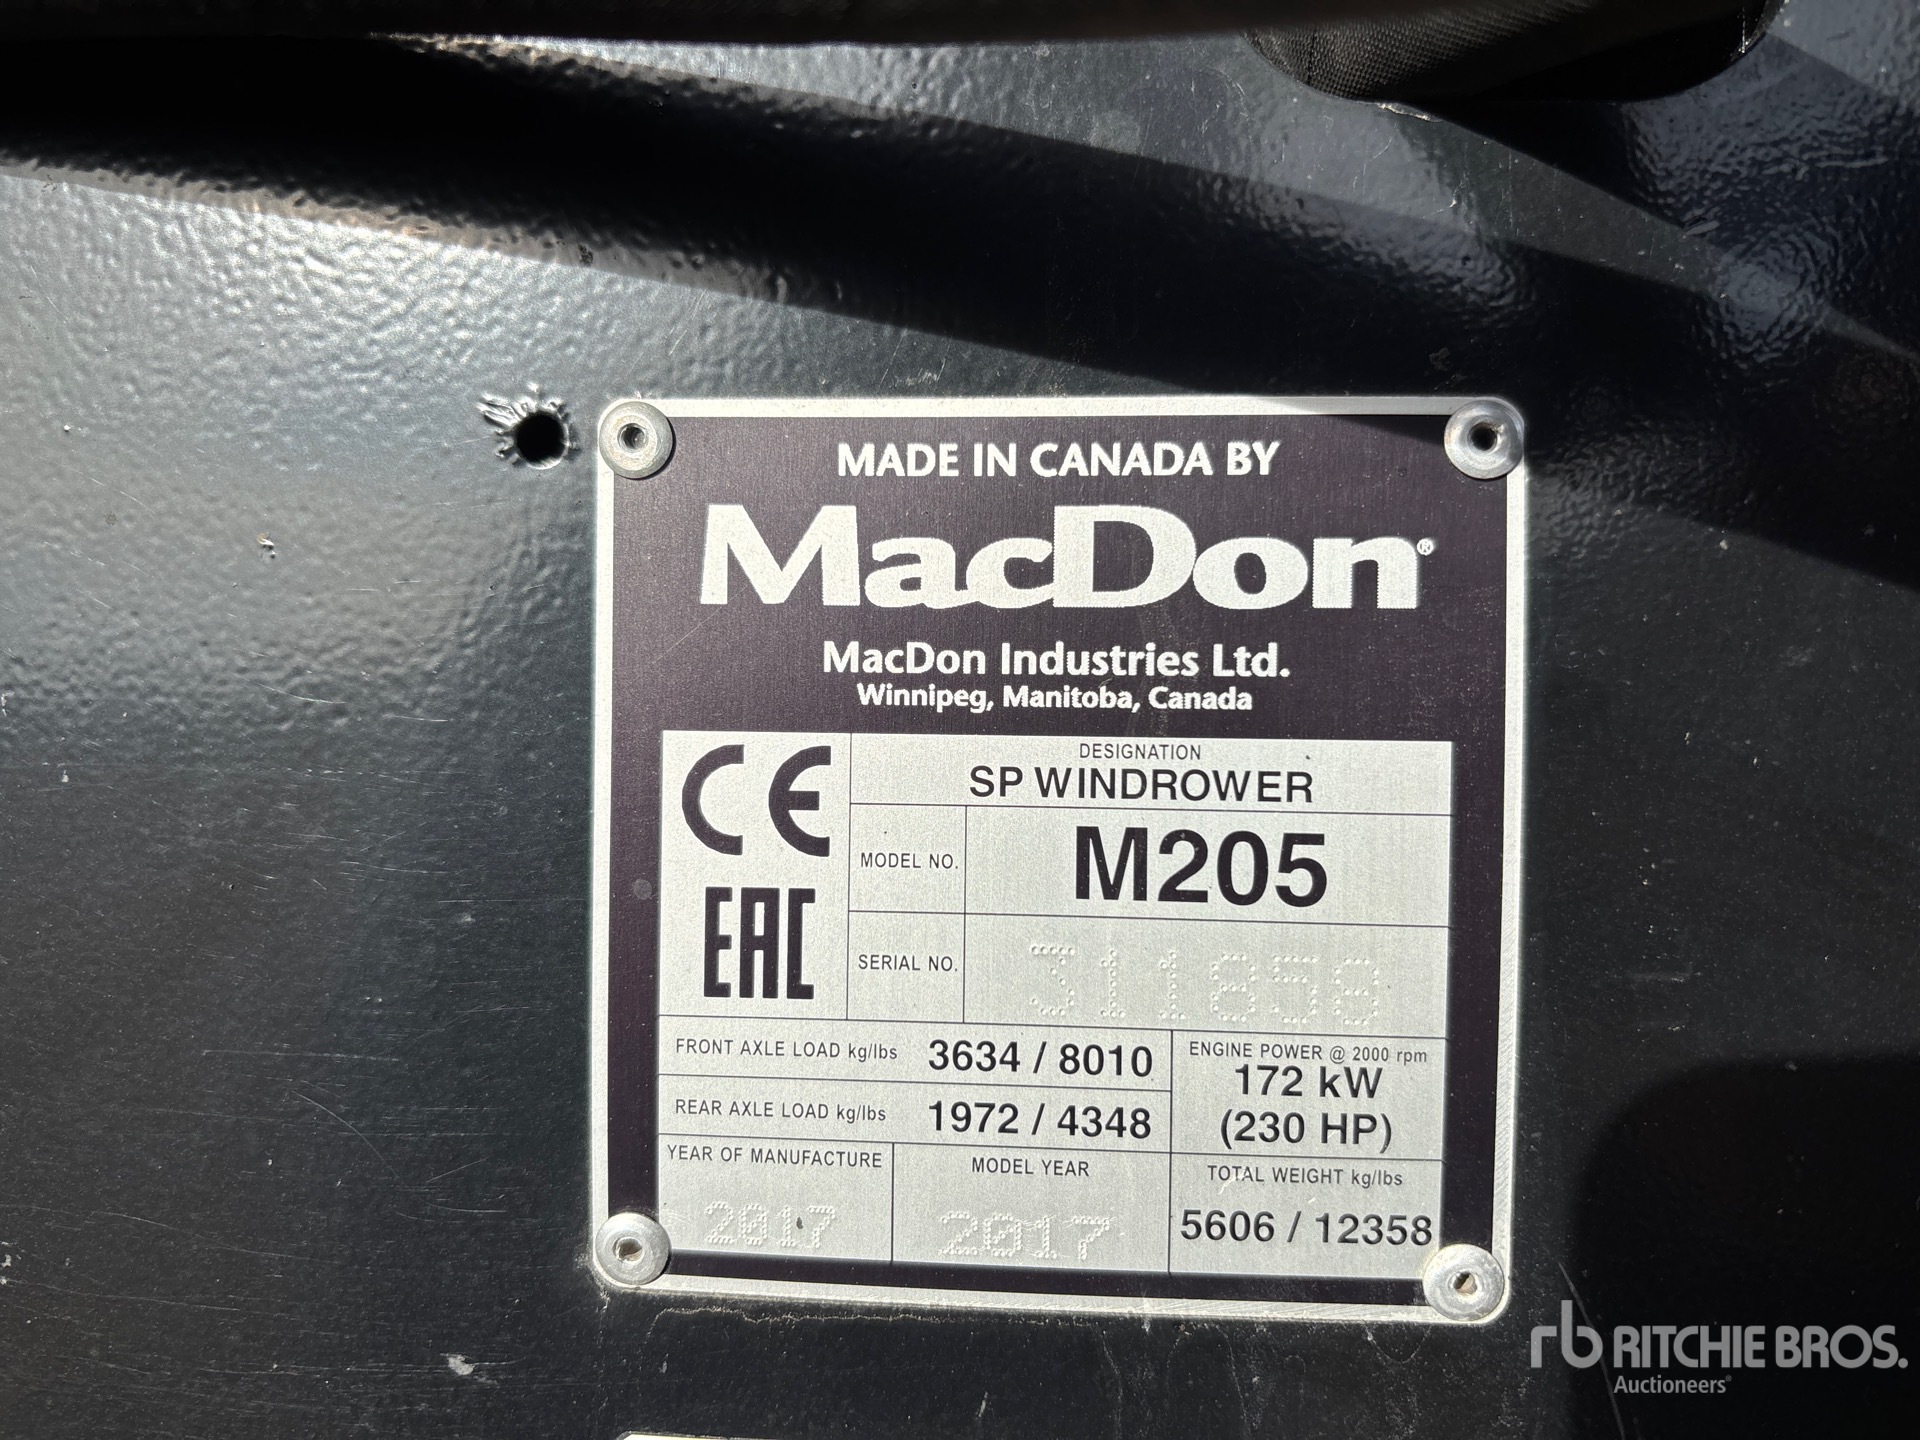 MADE IN CANADA BY
MacDon®
MacDon Industries Ltd.
Winnipeg, Manitoba, Canada
CE
EAC
DESIGNATION
SP WINDROWER
MODEL NO. M205
SERIAL NO. 311858
FRONT AXLE LOAD kg/lbs 3634 / 8010
REAR AXLE LOAD kg/lbs 1972 / 4348
ENGINE POWER @ 2000 rpm
172 kW
(230 HP)
YEAR OF MANUFACTURE
2017
MODEL YEAR
2017
TOTAL WEIGHT kg/lbs
5606 / 12358
rb RITCHIE BROS.
Auctioneers®